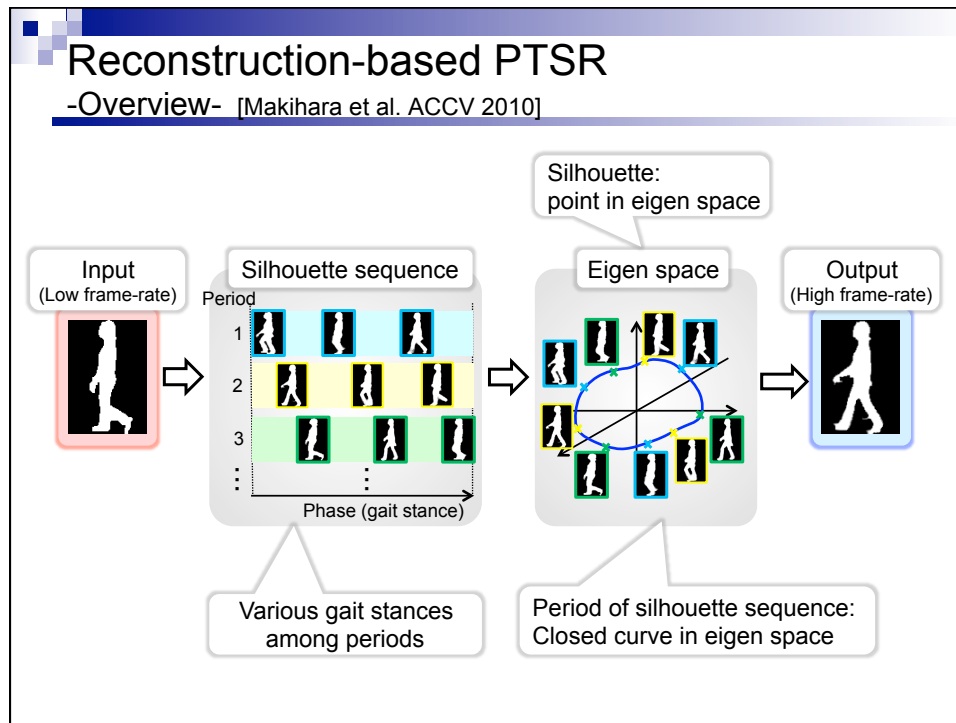 Reconstruction-based PTSR
-Overview- [Makihara et al. ACCV 2010]
Silhouette:
point in eigen space
Input
(Low frame-rate)
Silhouette sequence
Eigen space
Output
(High frame-rate)
Period
1
2
3
⋮
⋮
Phase (gait stance)
Various gait stances
among periods
Period of silhouette sequence:
Closed curve in eigen space